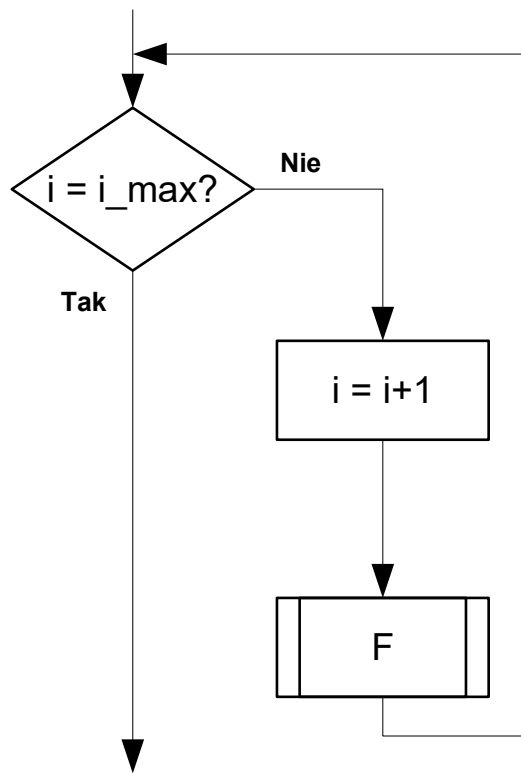 i = i_max?
Nie
Tak
i = i+1
F